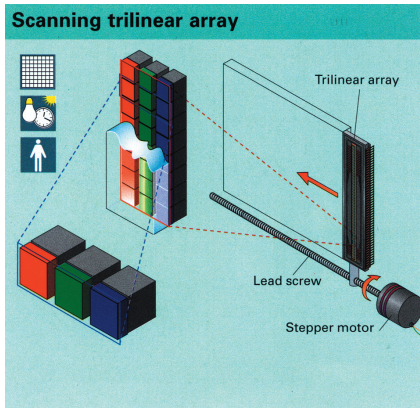 Scanning trilinear array
Trilinear array
Lead screw
Stepper motor